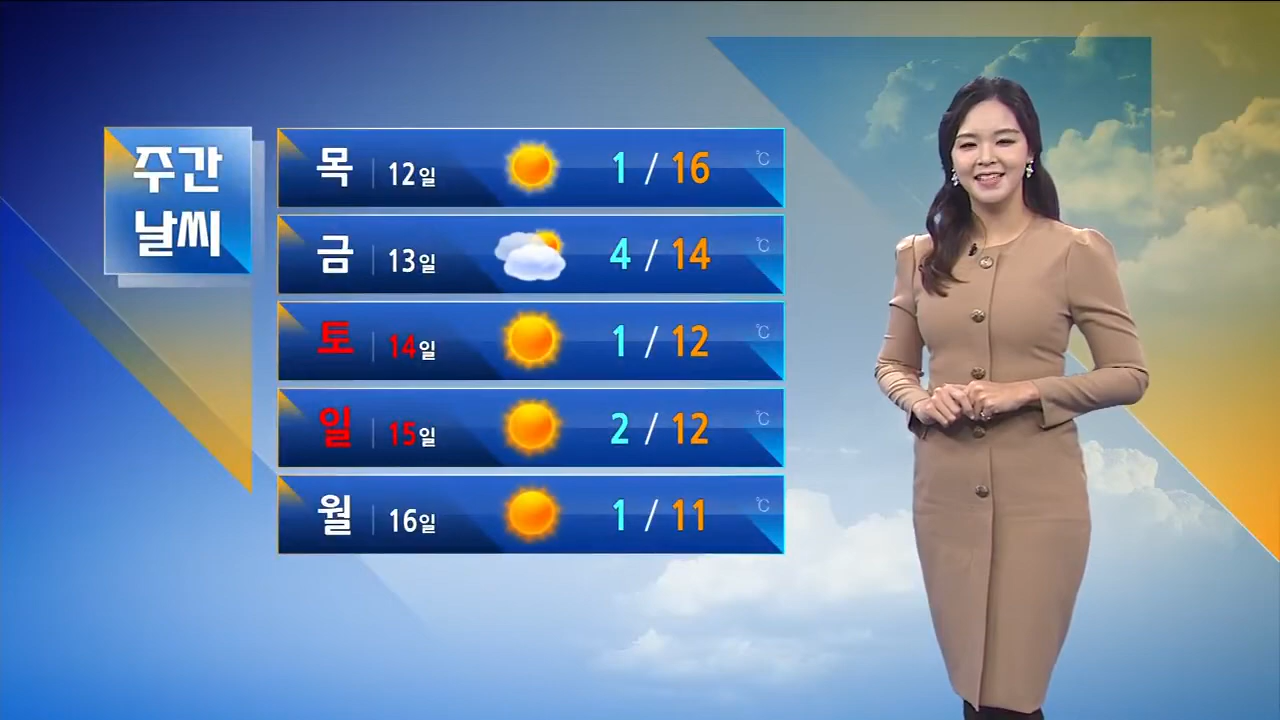 주간
날씨
목 12일 1 / 16 ℃
금 13일 4 / 14 ℃
토 14일 1 / 12 ℃
일 15일 2 / 12 ℃
월 16일 1 / 11 ℃